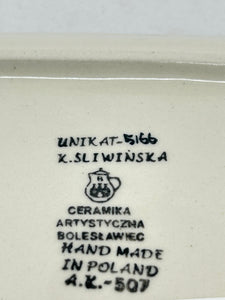 UNIKAT-5166
K.SLIWIŃSKA
CERAMIKA
ARTYSTYCZNA
BOLESŁAWIEC
HAND MADE
IN POLAND
A.K.-507